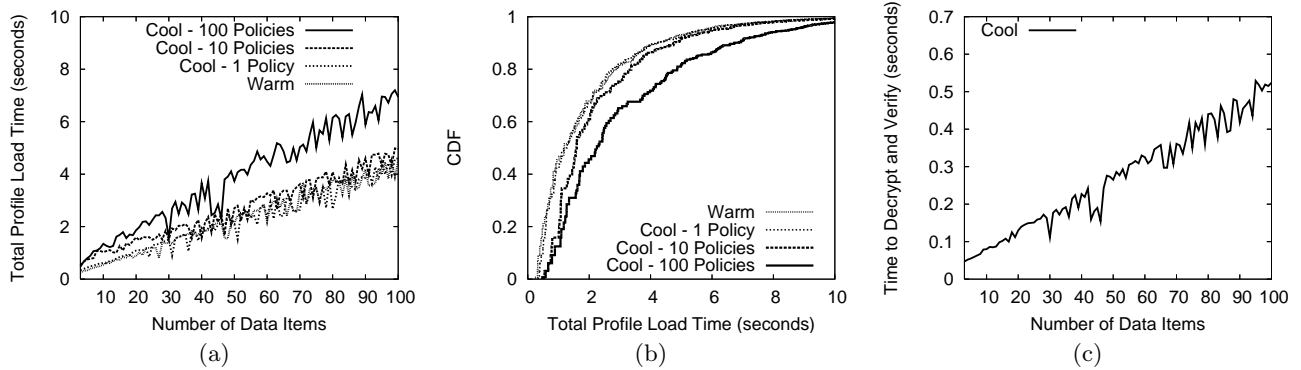 Total Profile Load Time (seconds)
10
8
6
4
2
0
Cool - 100 Policies
Cool - 10 Policies
Cool - 1 Policy
Warm
10 20 30 40 50 60 70 80 90 100
Number of Data Items
(a)
CDF
1
0.8
0.6
0.4
0.2
0
Warm
Cool - 1 Policy
Cool - 10 Policies
Cool - 100 Policies
0 2 4 6 8 10
Total Profile Load Time (seconds)
(b)
Time to Decrypt and Verify (seconds)
0.7
0.6
0.5
0.4
0.3
0.2
0.1
0
Cool
10 20 30 40 50 60 70 80 90 100
Number of Data Items
(c)